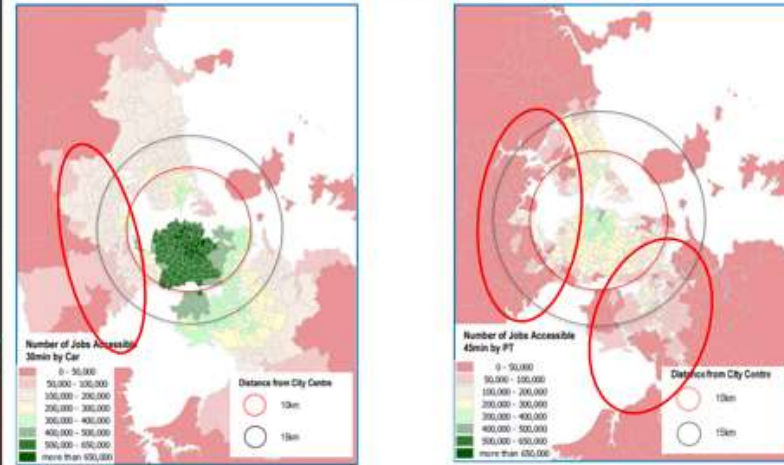 Number of Jobs Accessible
30min by Car
0 - 50,000
50,000 - 100,000
100,000 - 200,000
200,000 - 300,000
300,000 - 400,000
400,000 - 500,000
500,000 - 650,000
more than 650,000
Distance from City Centre
10km
15km
Number of Jobs Accessible
45min by PT
0 - 50,000
50,000 - 100,000
100,000 - 200,000
200,000 - 300,000
300,000 - 400,000
400,000 - 500,000
500,000 - 650,000
more than 650,000
Distance from City Centre
10km
15km